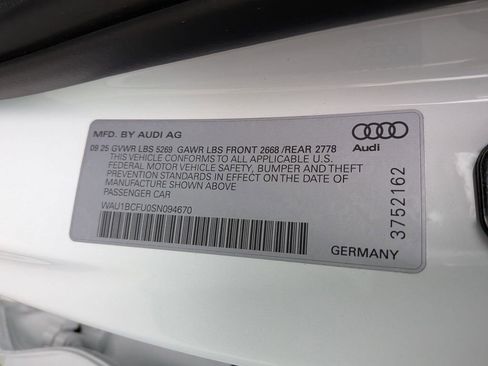 MFD. BY AUDI AG
Audi
09 25 GVWR LBS 5269 GAWR LBS FRONT 2668 /REAR 2778
THIS VEHICLE CONFORMS TO ALL APPLICABLE U.S.
FEDERAL MOTOR VEHICLE SAFETY, BUMPER AND THEFT
PREVENTION STANDARDS IN EFFECT ON THE DATE OF
MANUFACTURE SHOWN ABOVE
PASSENGER CAR
WAU1BCFU0SN094670
GERMANY
3752162